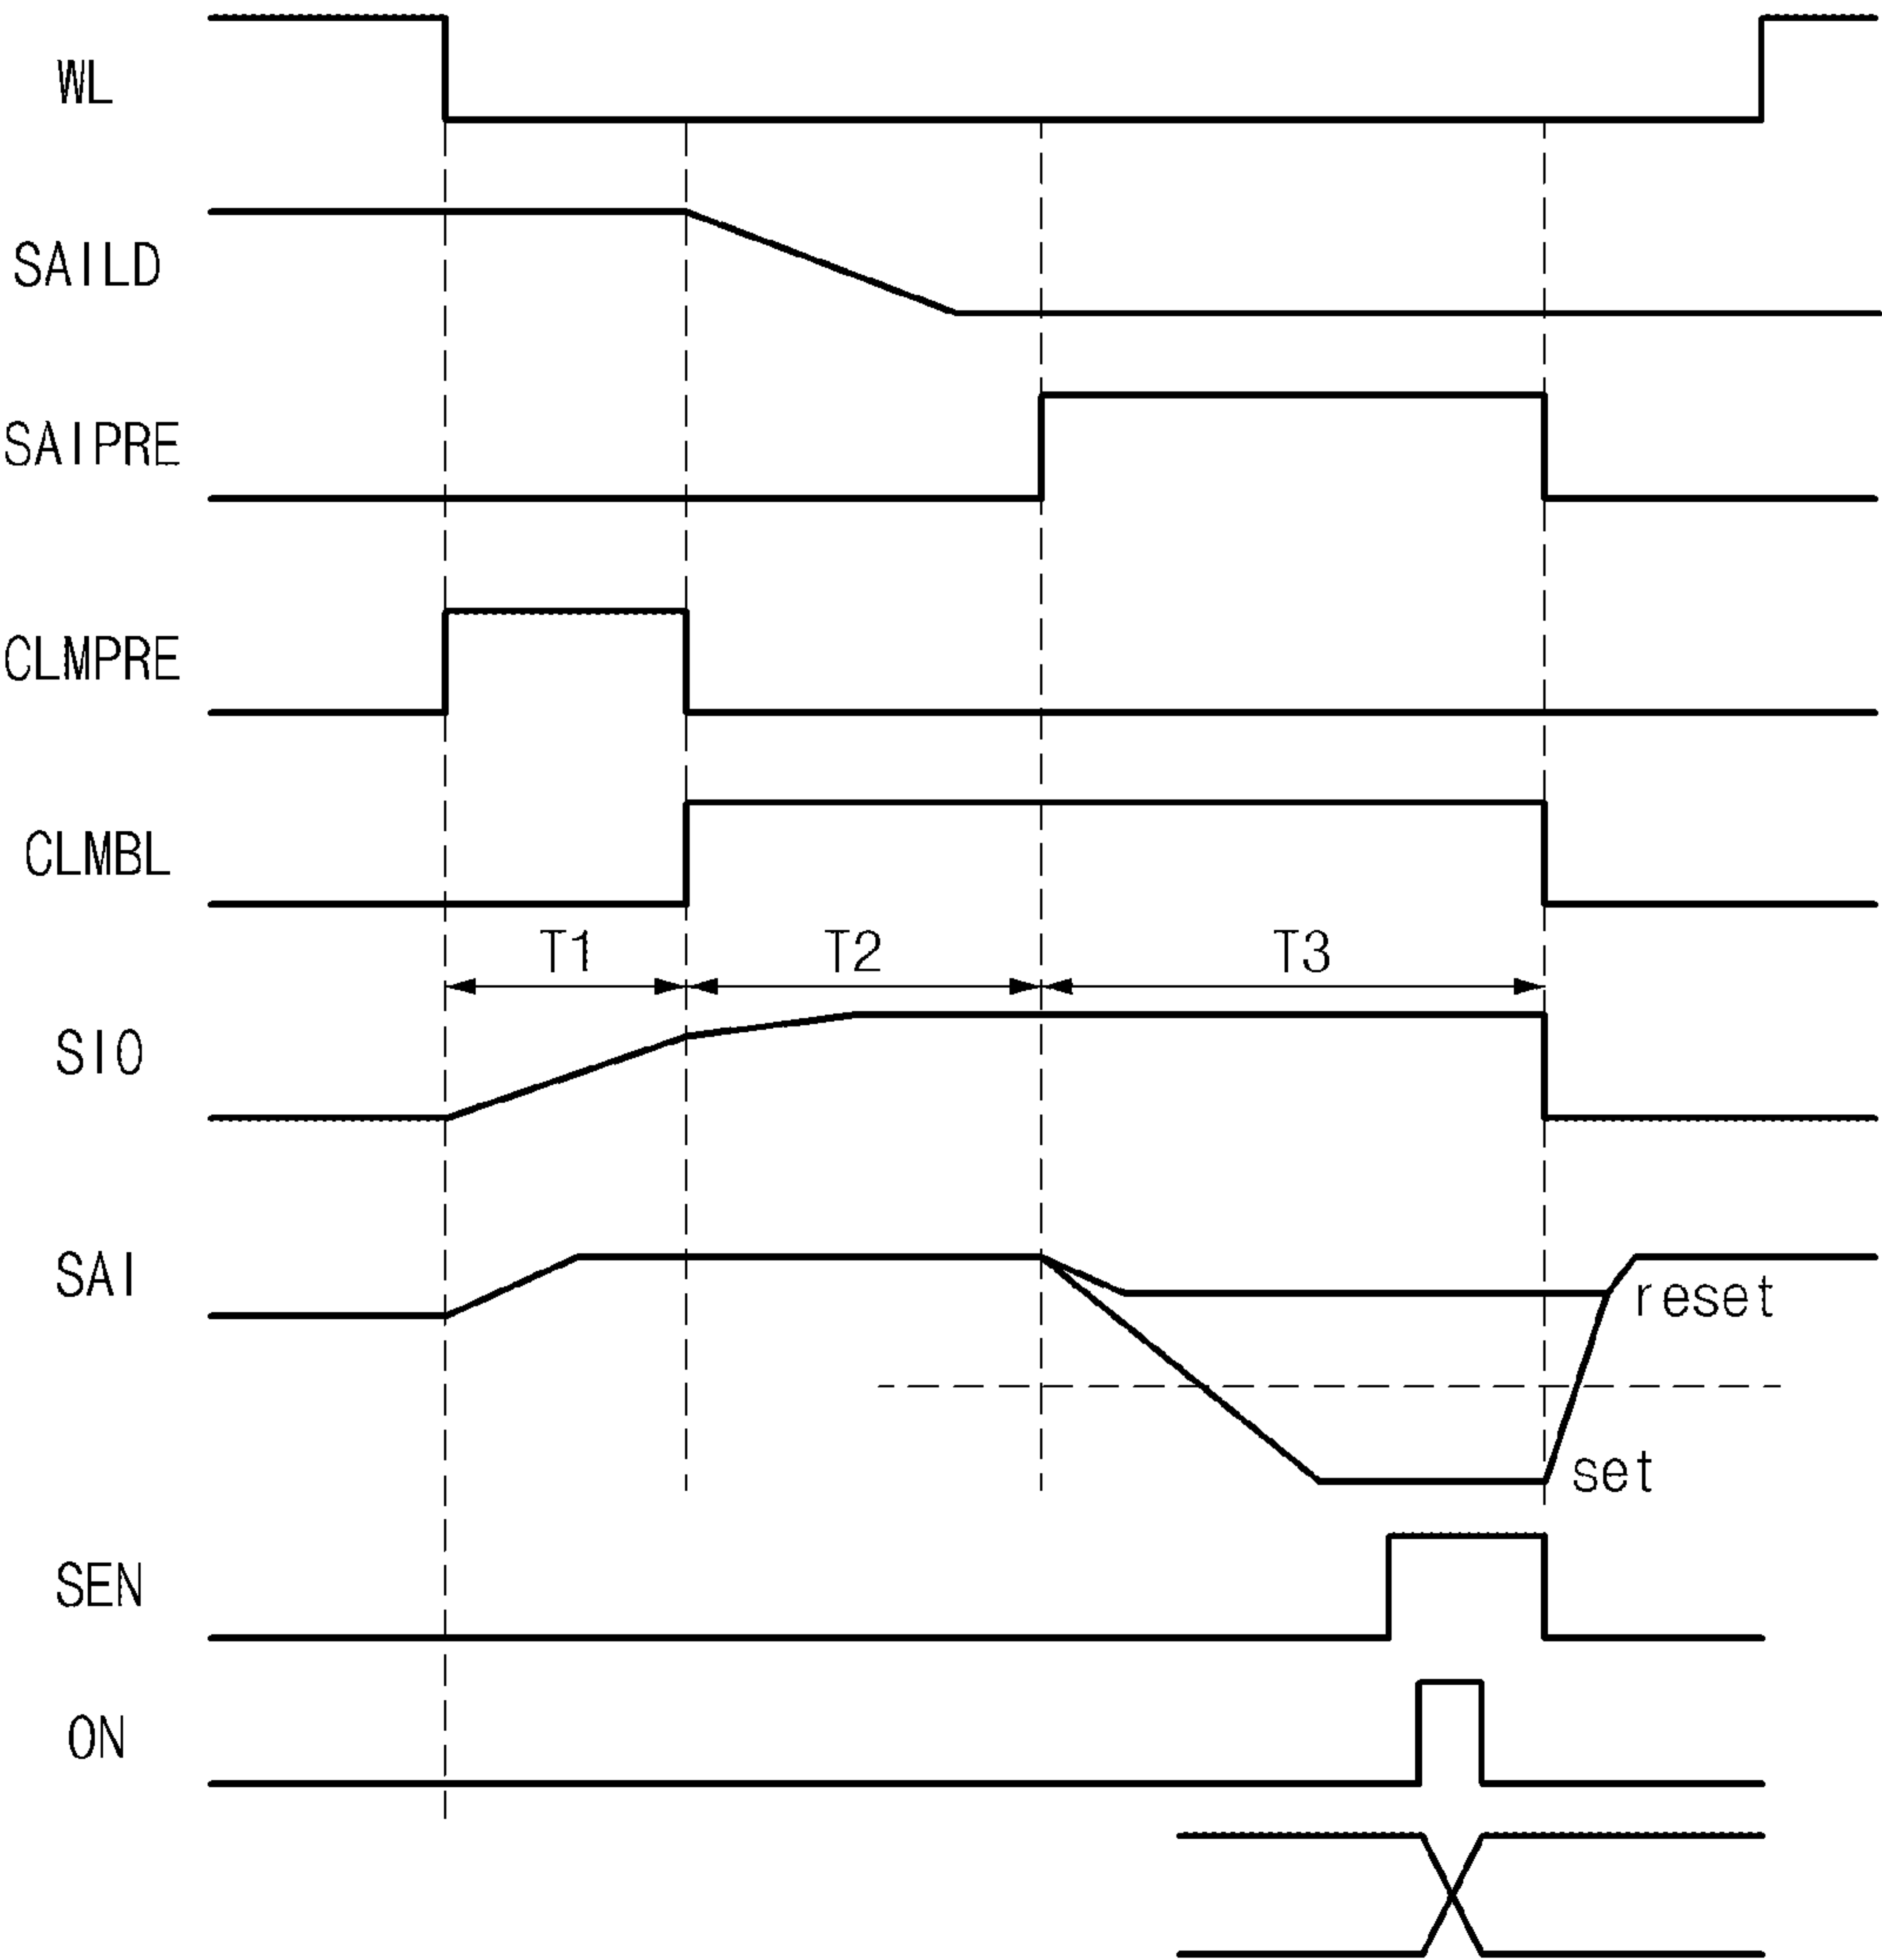 WL
SAILD
SAIPRE
CLMPRE
CLMBL
T1 T2 T3
SIO
SAI
reset
set
SEN
ON